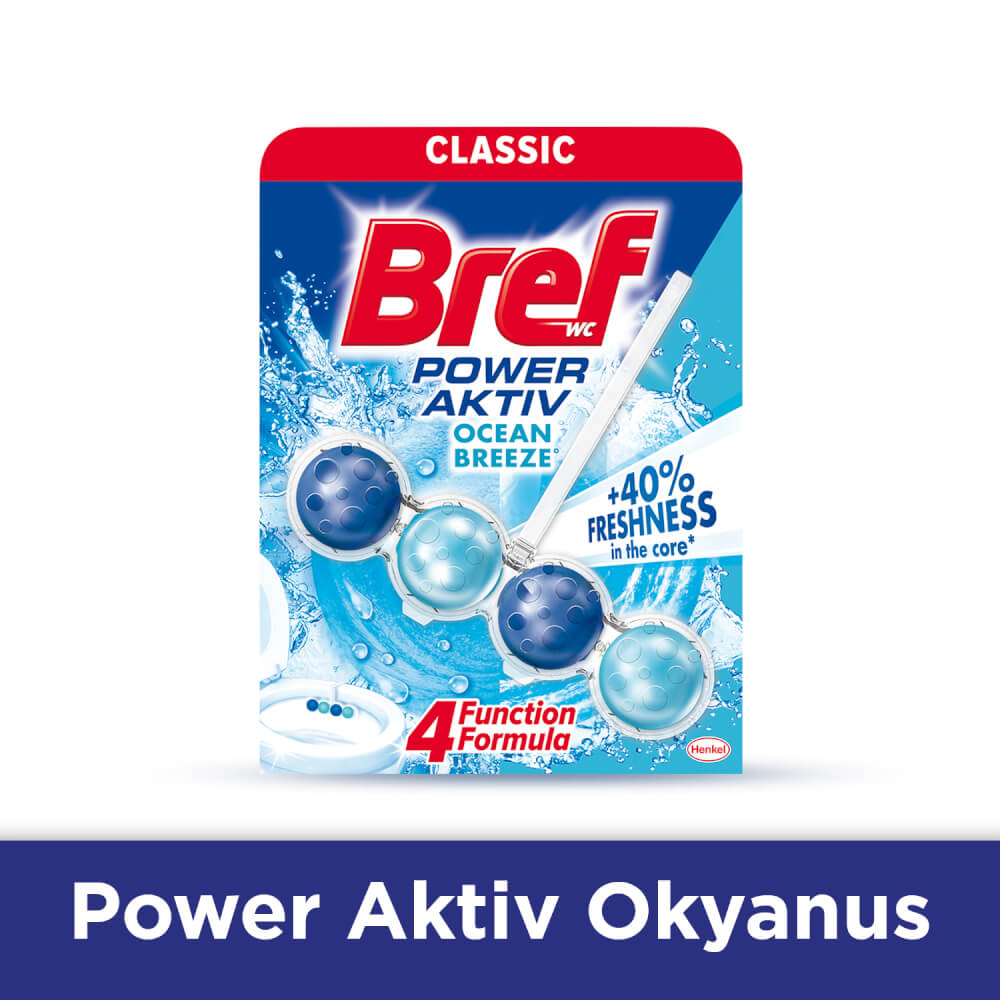 CLASSIC
Bref
WC
POWER
AKTIV
OCEAN
BREEZE°
+40%
FRESHNESS
in the core*
4 Function
Formula
Henkel
Power Aktiv Okyanus